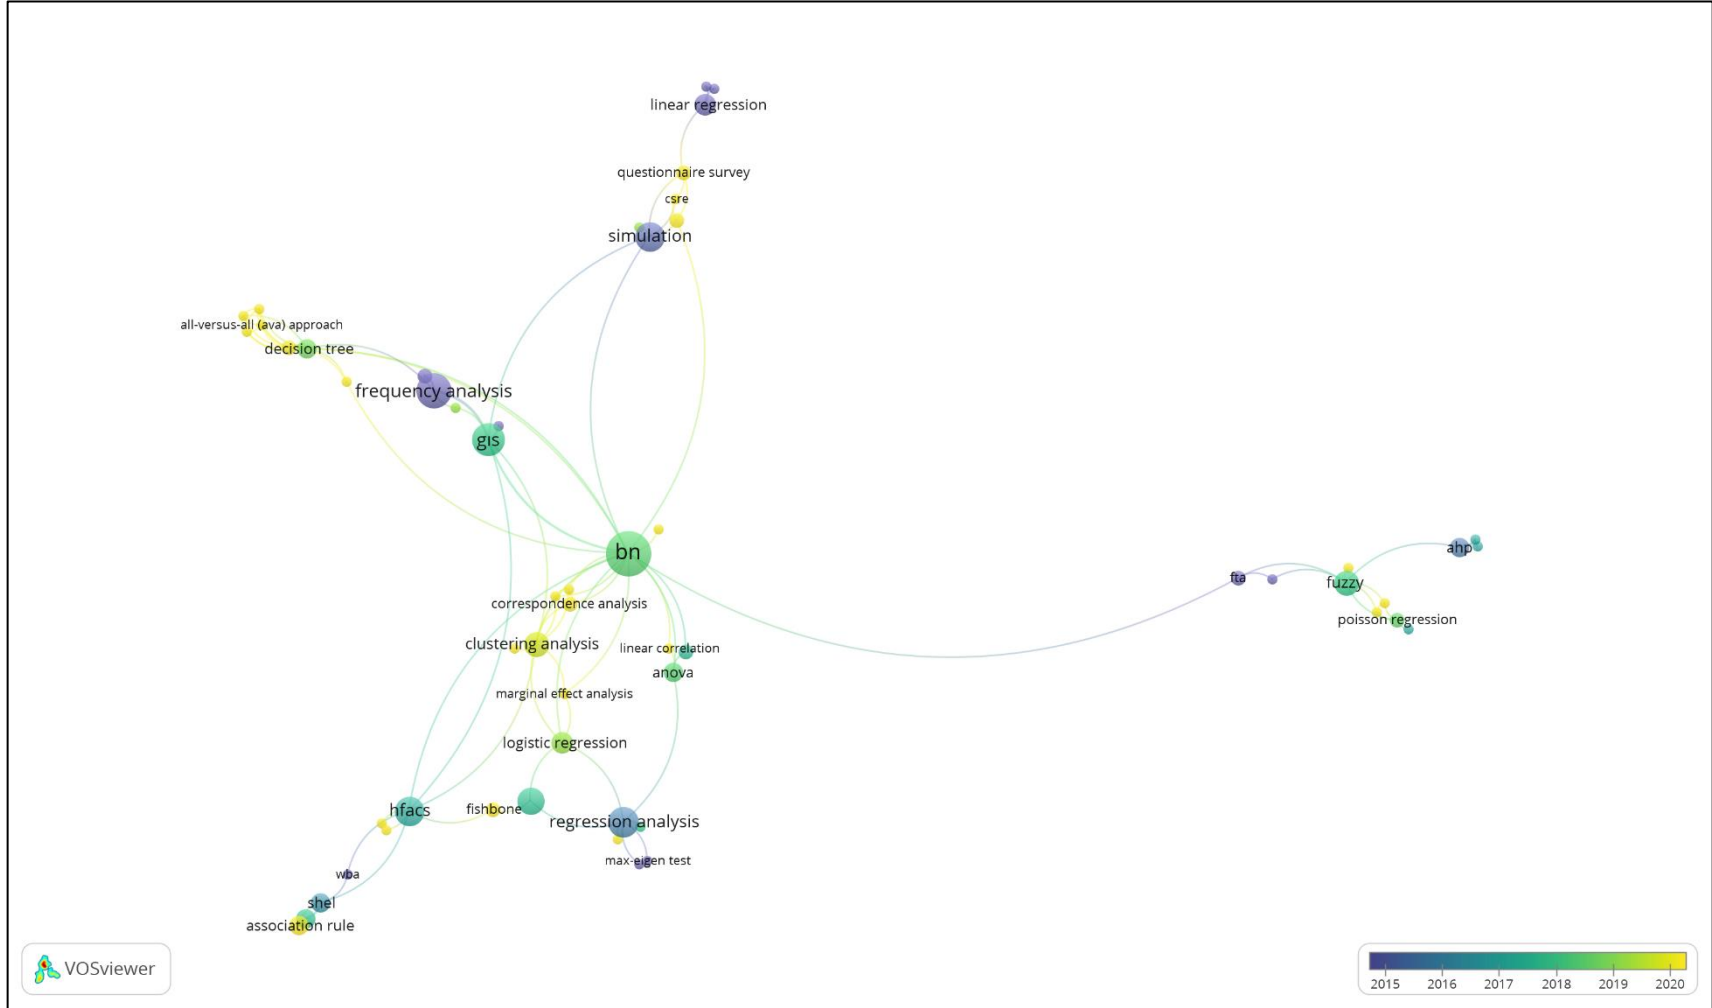 linear regression
questionnaire survey
csre
simulation
all-versus-all (ava) approach
decision tree
frequency analysis
gis
bn
ahp
fta
fuzzy
correspondence analysis
poisson regression
clustering analysis
linear correlation
anova
marginal effect analysis
logistic regression
hfacs
fishbone
regression analysis
max-eigen test
wba
shel
association rule
VOSviewer
2015 2016 2017 2018 2019 2020